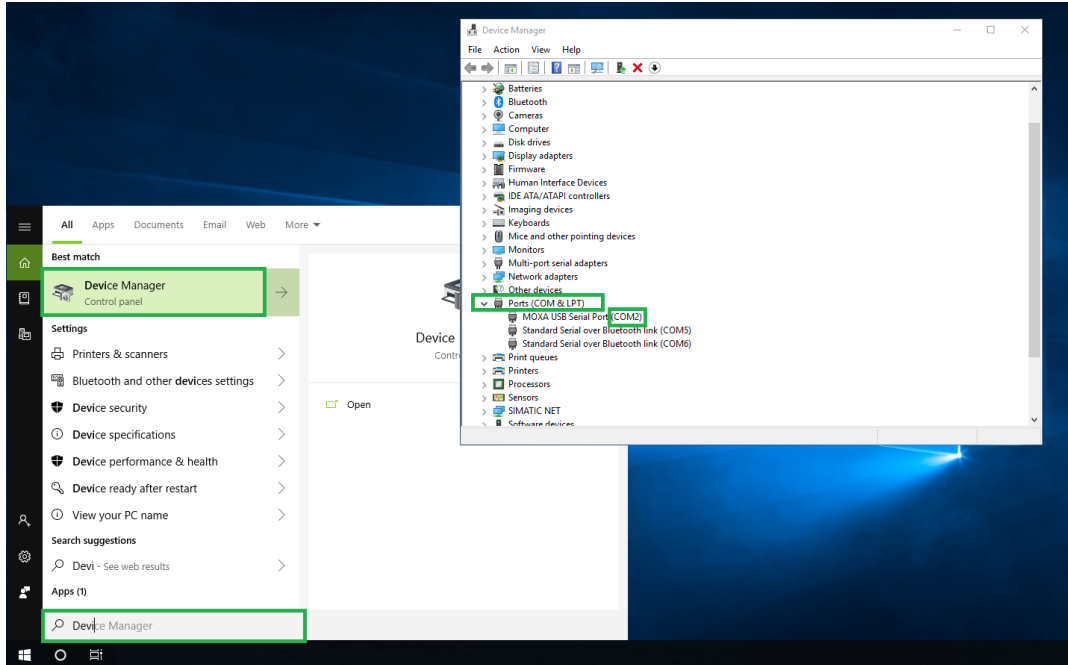 Device Manager
File Action View Help
Batteries
Bluetooth
Cameras
Computer
Disk drives
Display adapters
Firmware
Human Interface Devices
IDE ATA/ATAPI controllers
Imaging devices
Keyboards
Mice and other pointing devices
Monitors
Multi-port serial adapters
Network adapters
Other devices
Ports (COM & LPT)
MOXA USB Serial Port (COM2)
Standard Serial over Bluetooth link (COM5)
Standard Serial over Bluetooth link (COM6)
Print queues
Printers
Processors
Sensors
SIMATIC NET
Software devices
All Apps Documents Email Web More
Best match
Device Manager
Control panel
Settings
Printers & scanners
Bluetooth and other devices settings
Device security
Device specifications
Device performance & health
Device ready after restart
View your PC name
Search suggestions
Devi - See web results
Apps (1)
Device Manager
Device
Contr
Open